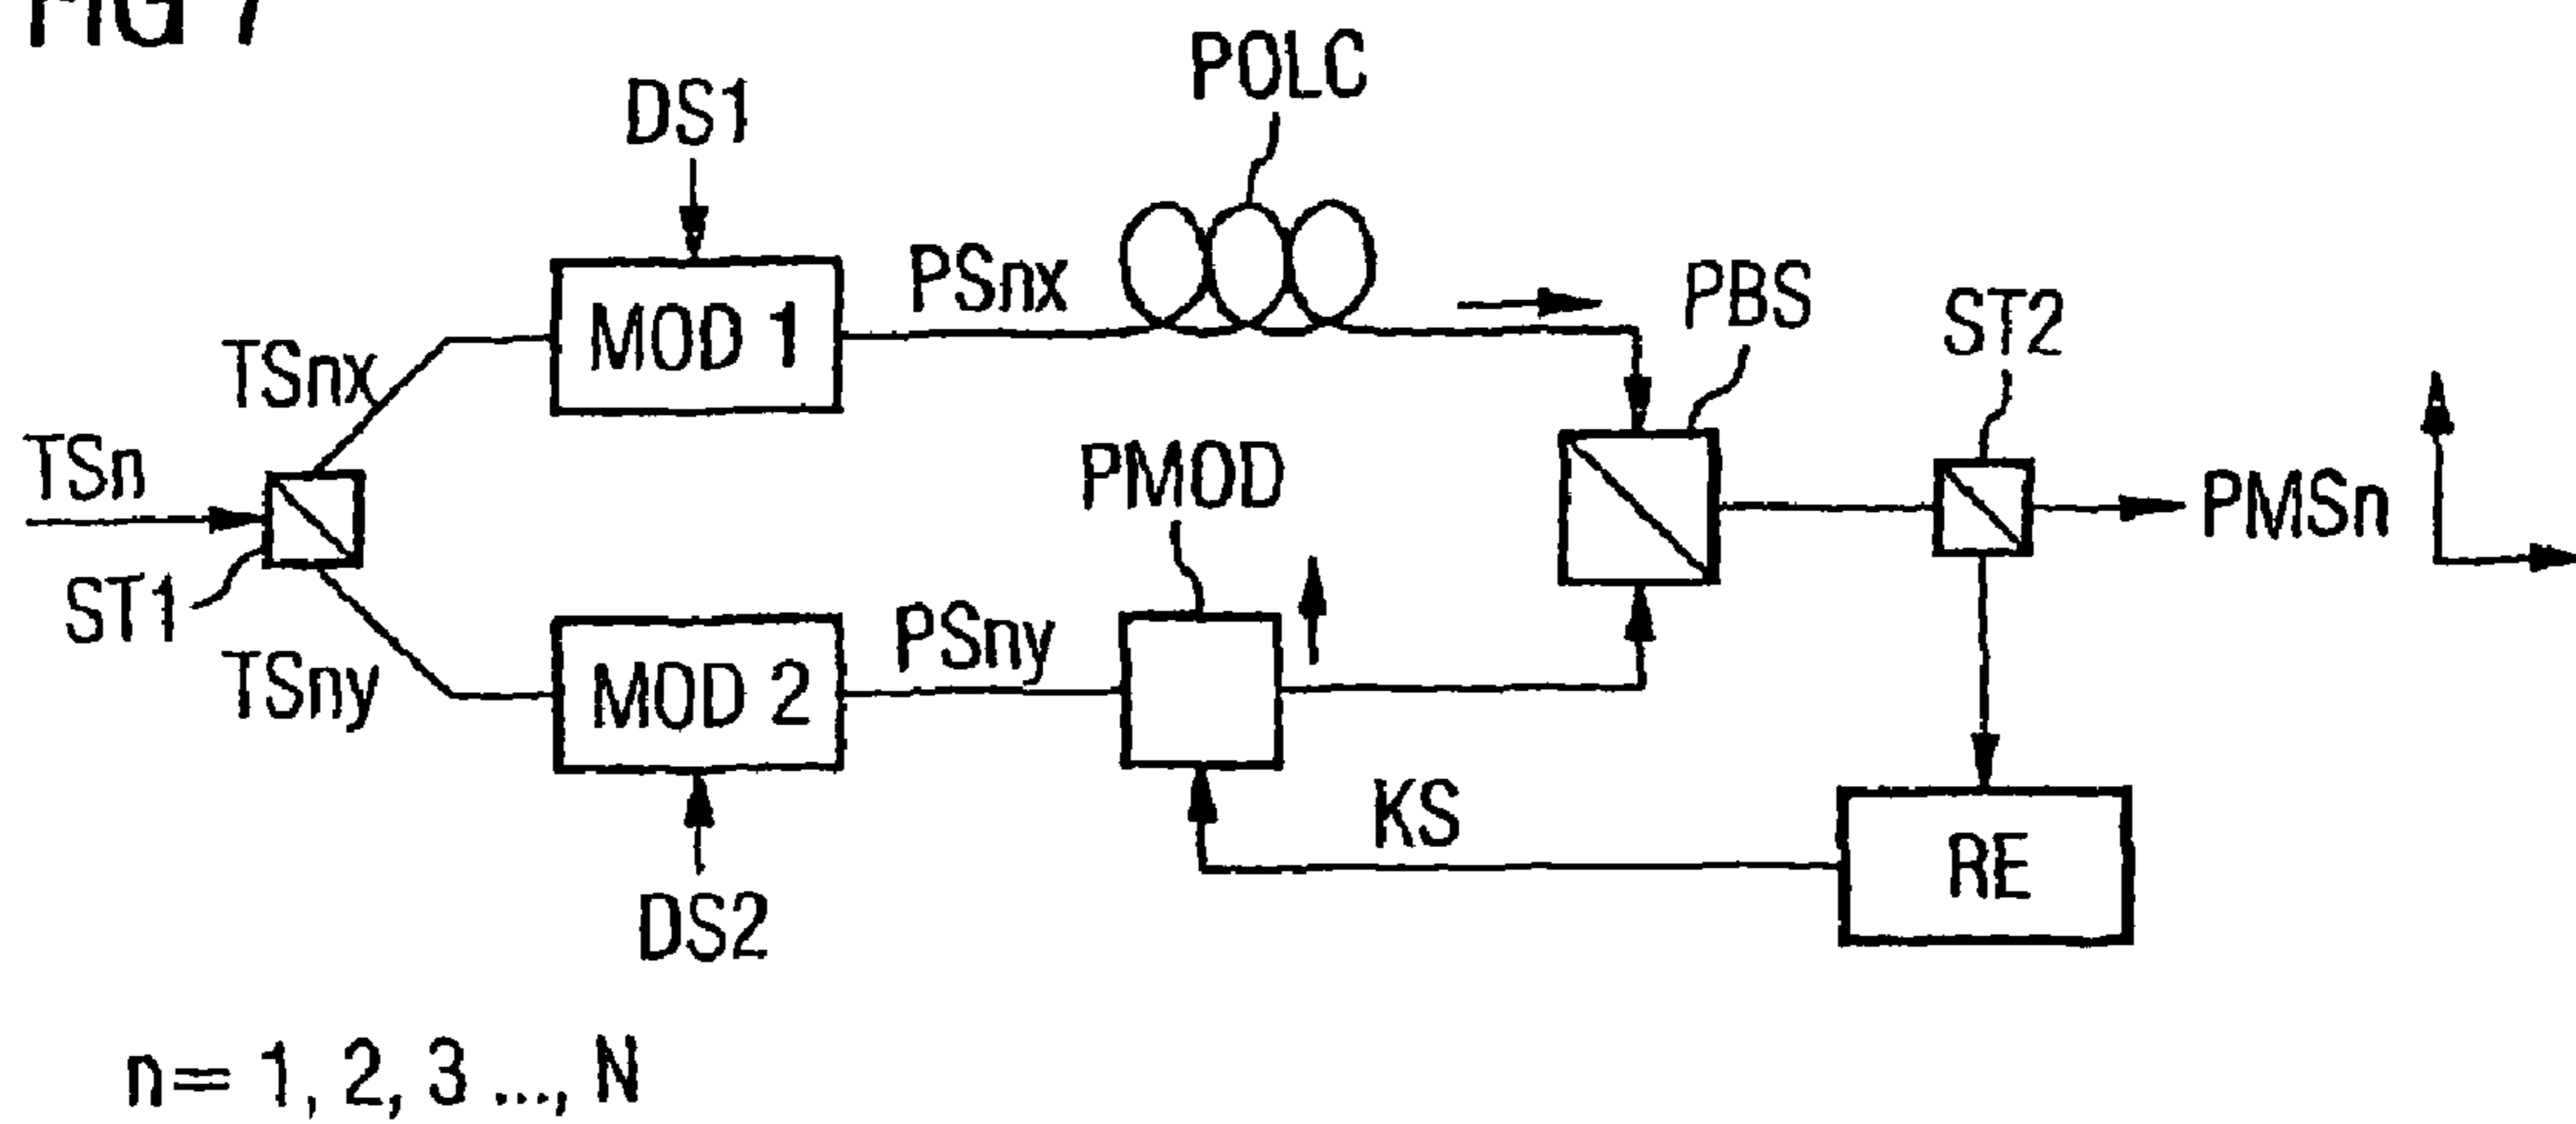 FIG 7
POLC
DS1
PSnx
MOD 1
PBS
ST2
TSnx
TSn
PMOD
PMSn
ST1
PSny
TSny
MOD 2
KS
RE
DS2
n= 1, 2, 3 ..., N